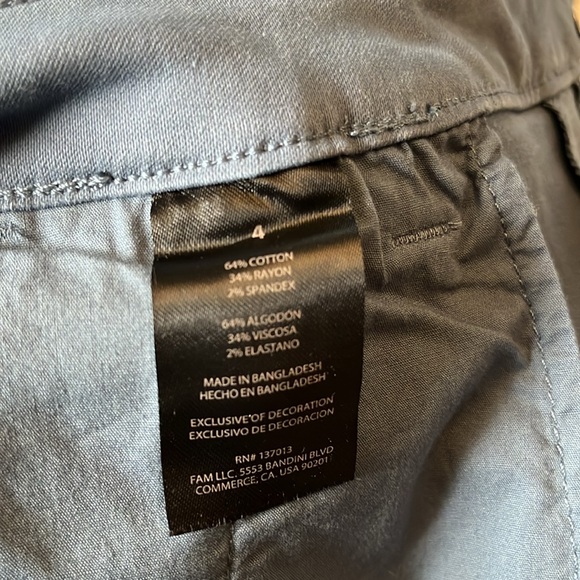 4
64% COTTON
34% RAYON
2% SPANDEX
64% ALGODÓN
34% VISCOSA
2% ELASTANO
MADE IN BANGLADESH
HECHO EN BANGLADESH
EXCLUSIVE OF DECORATION
EXCLUSIVO DE DECORACION
RN# 137013
FAM LLC. 5553 BANDINI BLVD
COMMERCE, CA. USA 90201